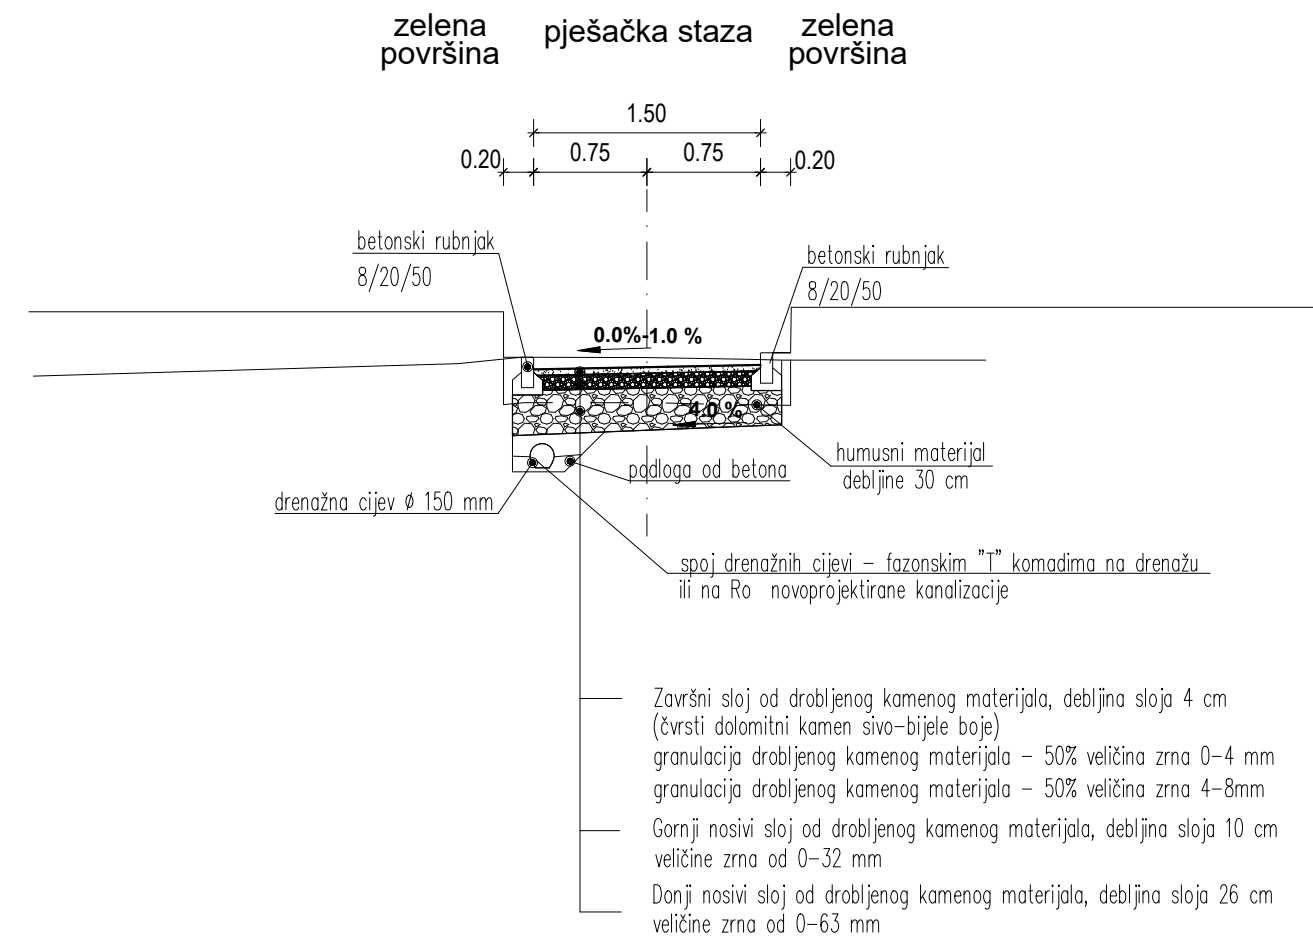 zelena
površina
pješačka staza
zelena
površina
1.50
0.20
0.75
0.75
0.20
betonski rubnjak
8/20/50
betonski rubnjak
8/20/50
0.0%-1.0 %
4.0 %
humusni materijal
debljine 30 cm
podloga od betona
drenažna cijev ø 150 mm
spoj drenažnih cijevi – fazonskim "T" komadima na drenažu
ili na Ro novoprojektirane kanalizacije
Završni sloj od drobljenog kamenog materijala, debljina sloja 4 cm
(čvrsti dolomitni kamen sivo–bijele boje)
granulacija drobljenog kamenog materijala – 50% veličina zrna 0–4 mm
granulacija drobljenog kamenog materijala – 50% veličina zrna 4–8mm
Gornji nosivi sloj od drobljenog kamenog materijala, debljina sloja 10 cm
veličine zrna od 0–32 mm
Donji nosivi sloj od drobljenog kamenog materijala, debljina sloja 26 cm
veličine zrna od 0–63 mm